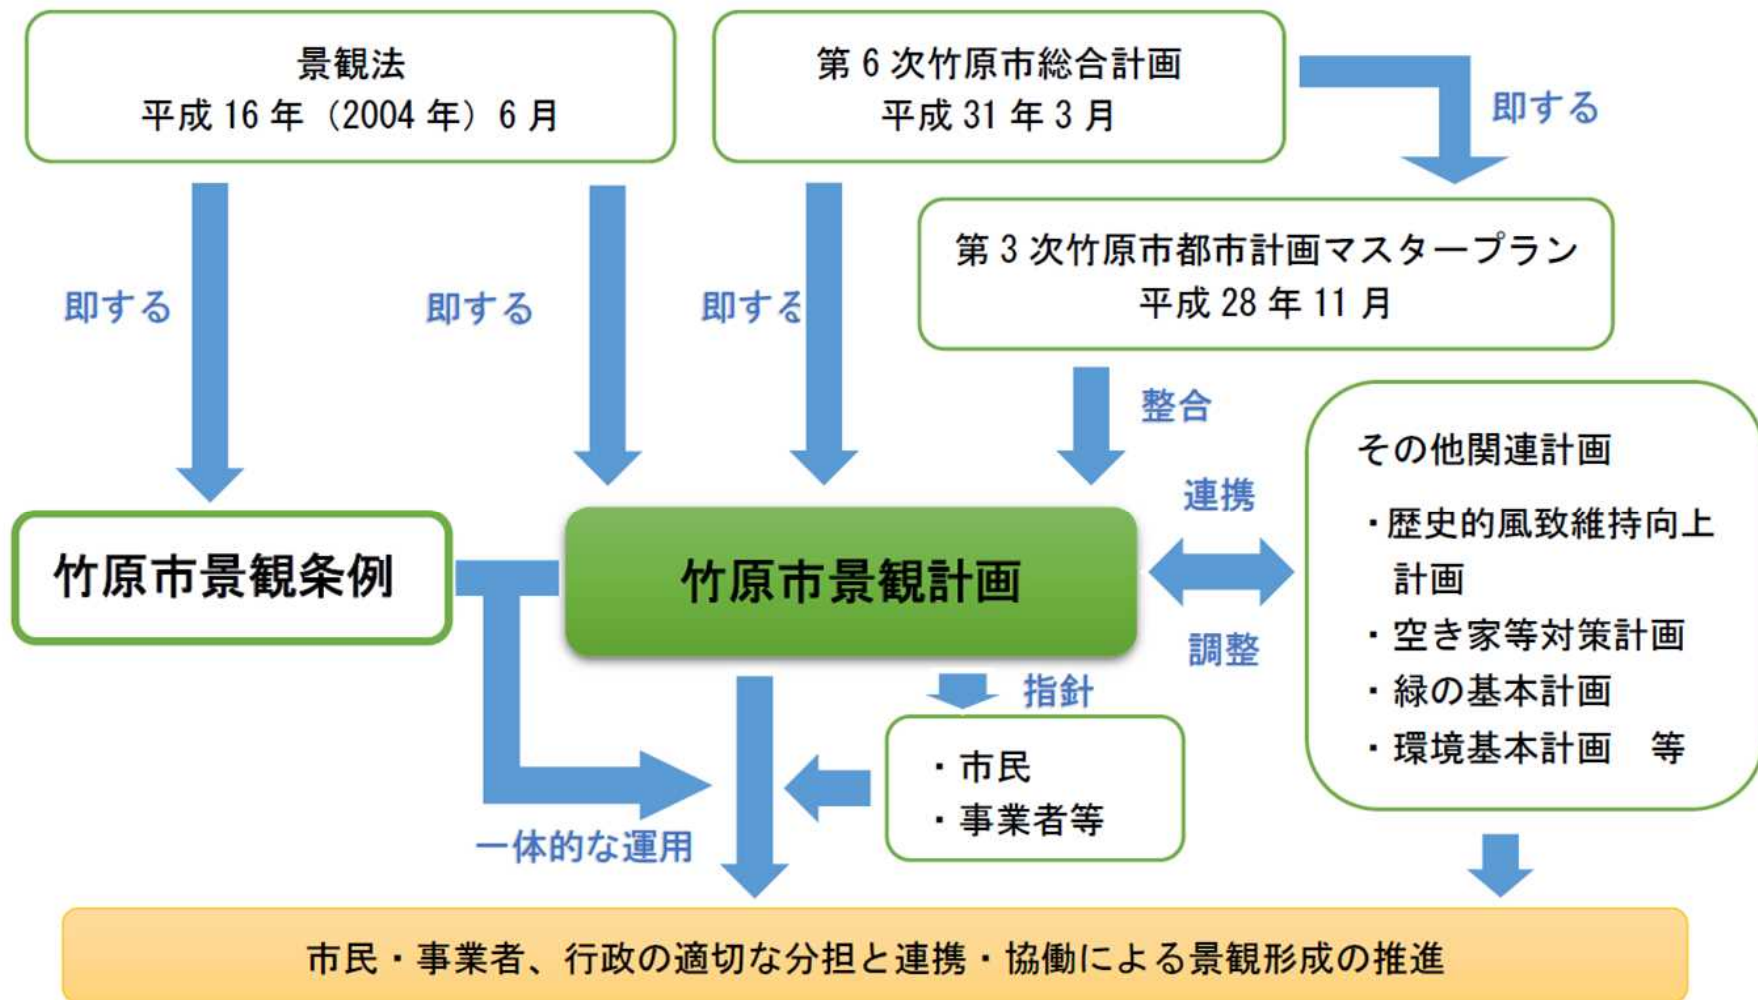 景観法
平成 16 年（2004 年）6 月
第 6 次竹原市総合計画
平成 31 年 3 月
即する
第 3 次竹原市都市計画マスタープラン
平成 28 年 11 月
即する
即する
即する
整合
その他関連計画
・歴史的風致維持向上
計画
・空き家等対策計画
・緑の基本計画
・環境基本計画　等
連携
調整
竹原市景観条例
竹原市景観計画
指針
・市民
・事業者等
一体的な運用
市民・事業者、行政の適切な分担と連携・協働による景観形成の推進